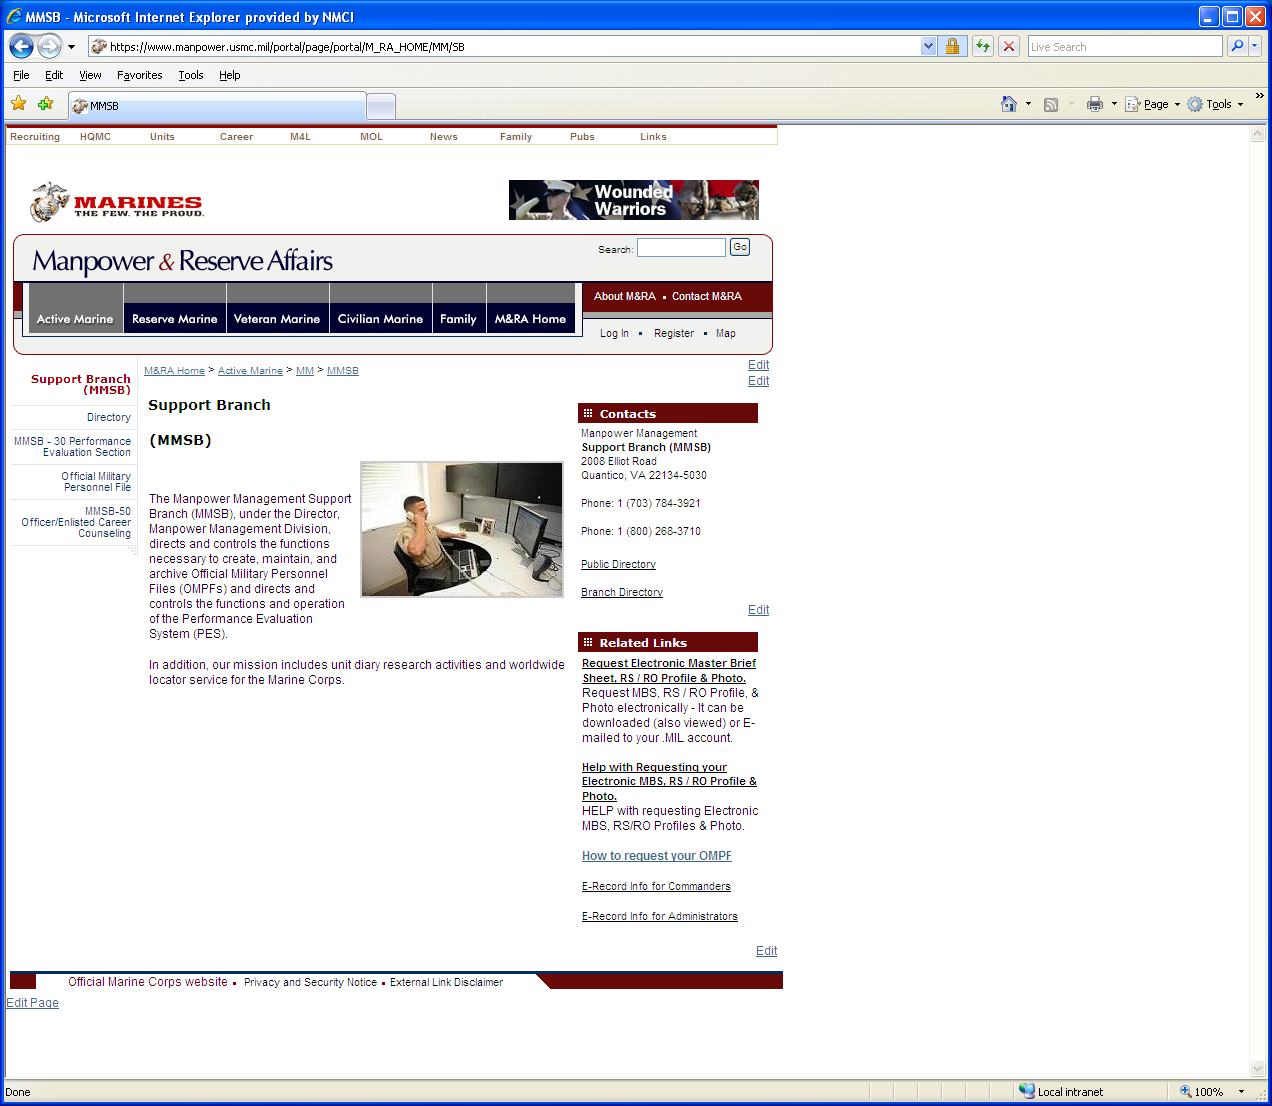 MMSB - Microsoft Internet Explorer provided by NMCI
https://www.manpower.usmc.mil/portal/page/portal/M_RA_HOME/MM/SB
Live Search
File Edit View Favorites Tools Help
MMSB
Page Tools
Recruiting HQMC Units Career M4L MOL News Family Pubs Links
MARINES
THE FEW. THE PROUD.
Wounded
Warriors
Manpower & Reserve Affairs
Search: Go
About M&RA Contact M&RA
Active Marine Reserve Marine Veteran Marine Civilian Marine Family M&RA Home
Log In Register Map
Support Branch
(MMSB)
Directory
MMSB - 30 Performance
Evaluation Section
Official Military
Personnel File
MMSB-50
Officer/Enlisted Career
Counseling
M&RA Home > Active Marine > MM > MMSB
Edit
Edit
Support Branch
(MMSB)
The Manpower Management Support
Branch (MMSB), under the Director,
Manpower Management Division,
directs and controls the functions
necessary to create, maintain, and
archive Official Military Personnel
Files (OMPFs) and directs and
controls the functions and operation
of the Performance Evaluation
System (PES).
In addition, our mission includes unit diary research activities and worldwide
locator service for the Marine Corps.
Contacts
Manpower Management
Support Branch (MMSB)
2008 Elliot Road
Quantico, VA 22134-5030
Phone: 1 (703) 784-3921
Phone: 1 (800) 268-3710
Public Directory
Branch Directory
Edit
Related Links
Request Electronic Master Brief
Sheet, RS / RO Profile & Photo.
Request MBS, RS / RO Profile, &
Photo electronically - It can be
downloaded (also viewed) or E-
mailed to your .MIL account.
Help with Requesting your
Electronic MBS, RS / RO Profile &
Photo.
HELP with requesting Electronic
MBS, RS/RO Profiles & Photo.
How to request your OMPF
E-Record Info for Commanders
E-Record Info for Administrators
Edit
Official Marine Corps website Privacy and Security Notice External Link Disclaimer
Edit Page
Done Local intranet 100%